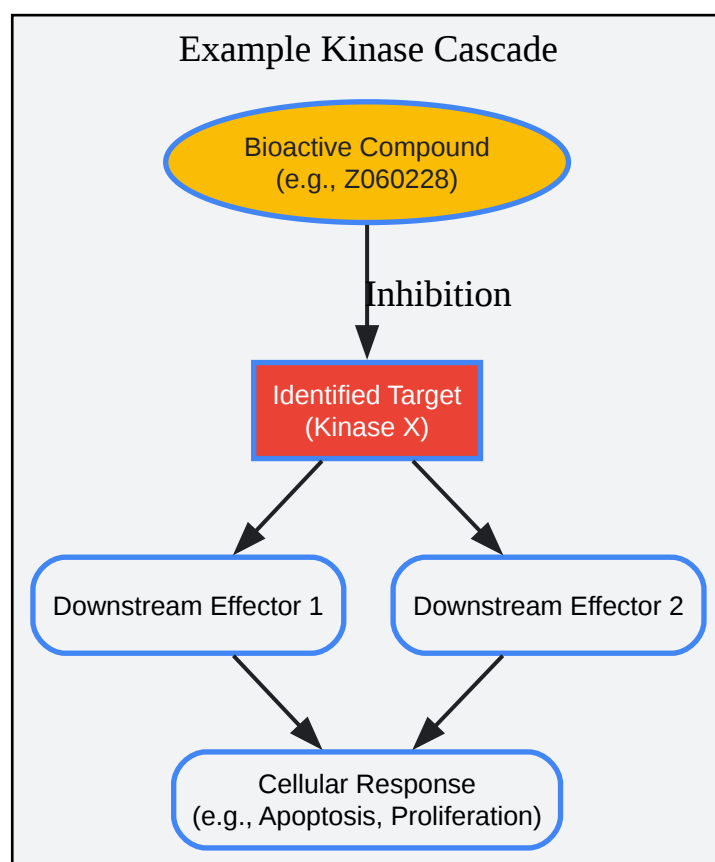 Example Kinase Cascade
Bioactive Compound
(e.g., Z060228)
Inhibition
Identified Target
(Kinase X)
Downstream Effector 1
Downstream Effector 2
Cellular Response
(e.g., Apoptosis, Proliferation)